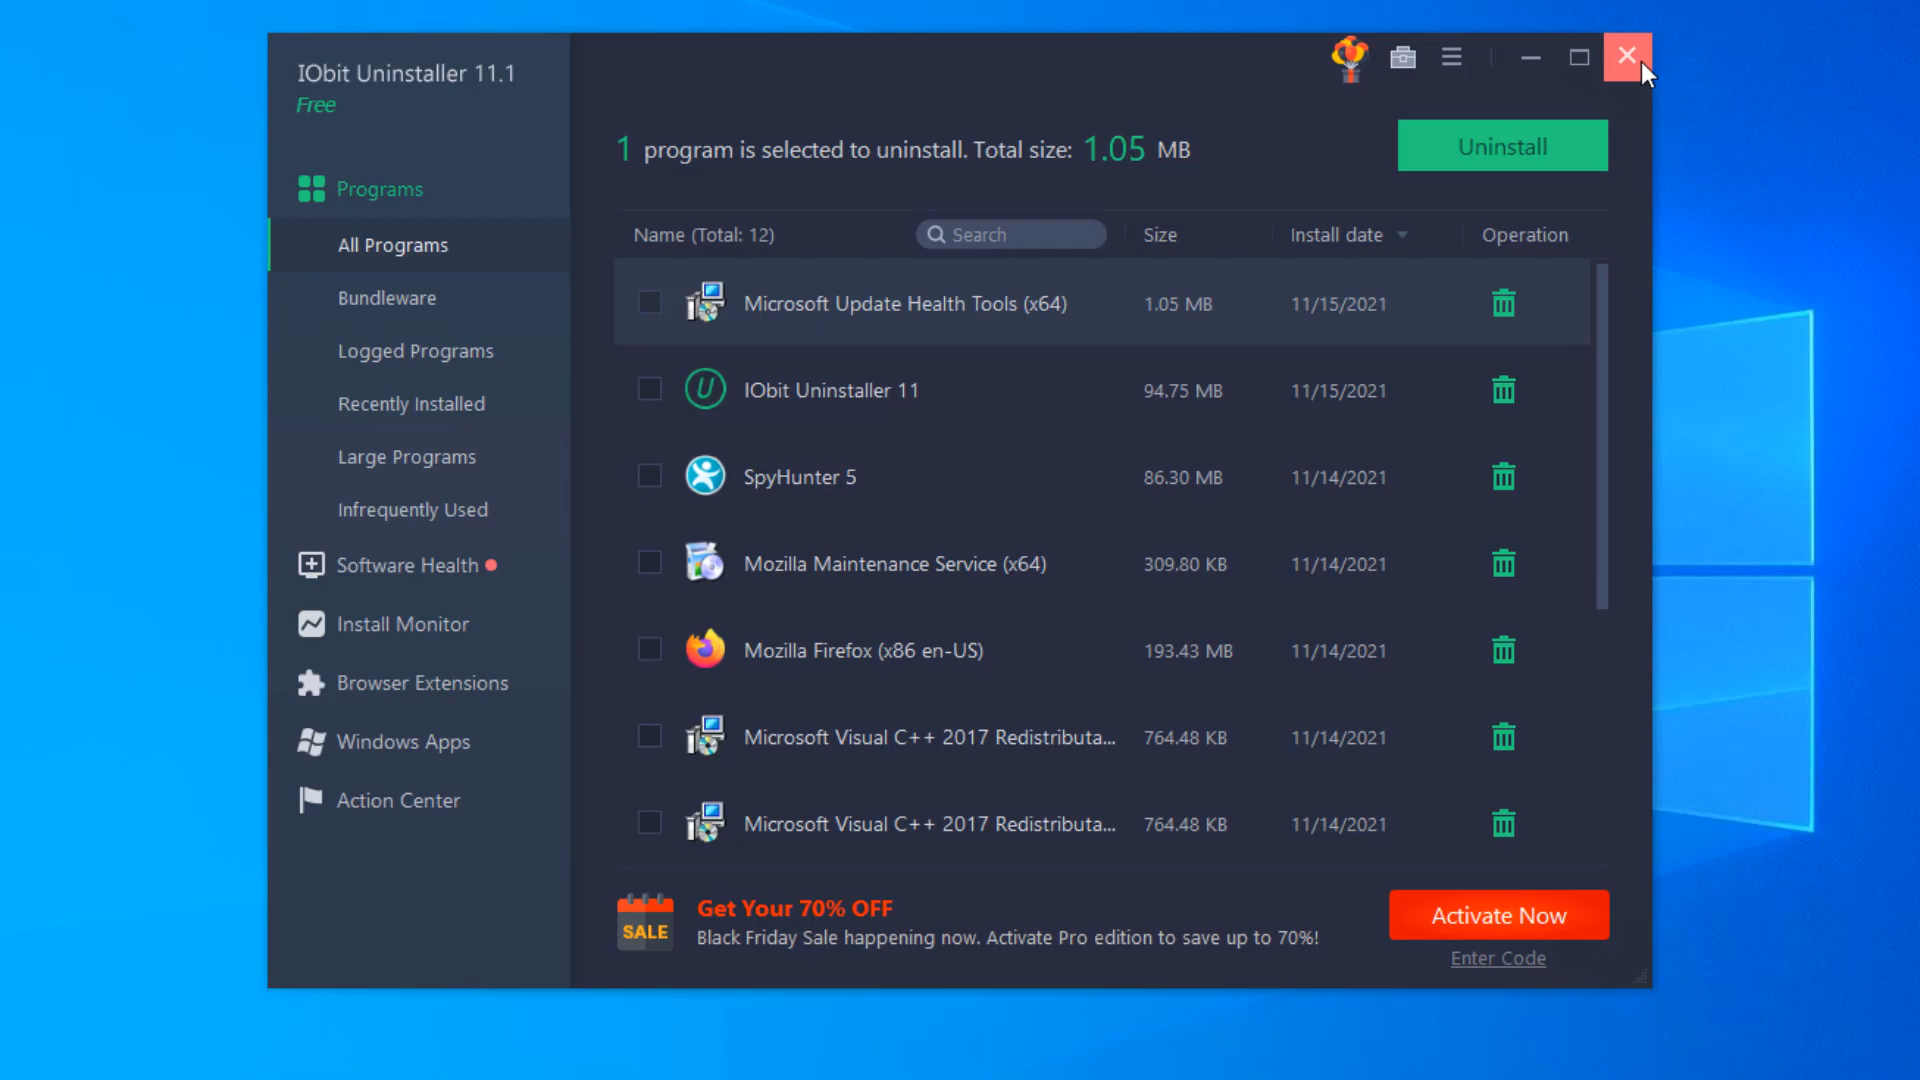 IObit Uninstaller 11.1
Free
1 program is selected to uninstall. Total size: 1.05 MB
Uninstall
Programs
All Programs
Bundleware
Logged Programs
Recently Installed
Large Programs
Infrequently Used
Software Health
Install Monitor
Browser Extensions
Windows Apps
Action Center
Name (Total: 12) Search Size Install date Operation
Microsoft Update Health Tools (x64) 1.05 MB 11/15/2021
IObit Uninstaller 11 94.75 MB 11/15/2021
SpyHunter 5 86.30 MB 11/14/2021
Mozilla Maintenance Service (x64) 309.80 KB 11/14/2021
Mozilla Firefox (x86 en-US) 193.43 MB 11/14/2021
Microsoft Visual C++ 2017 Redistributa... 764.48 KB 11/14/2021
Microsoft Visual C++ 2017 Redistributa... 764.48 KB 11/14/2021
SALE
Get Your 70% OFF
Black Friday Sale happening now. Activate Pro edition to save up to 70%!
Activate Now
Enter Code